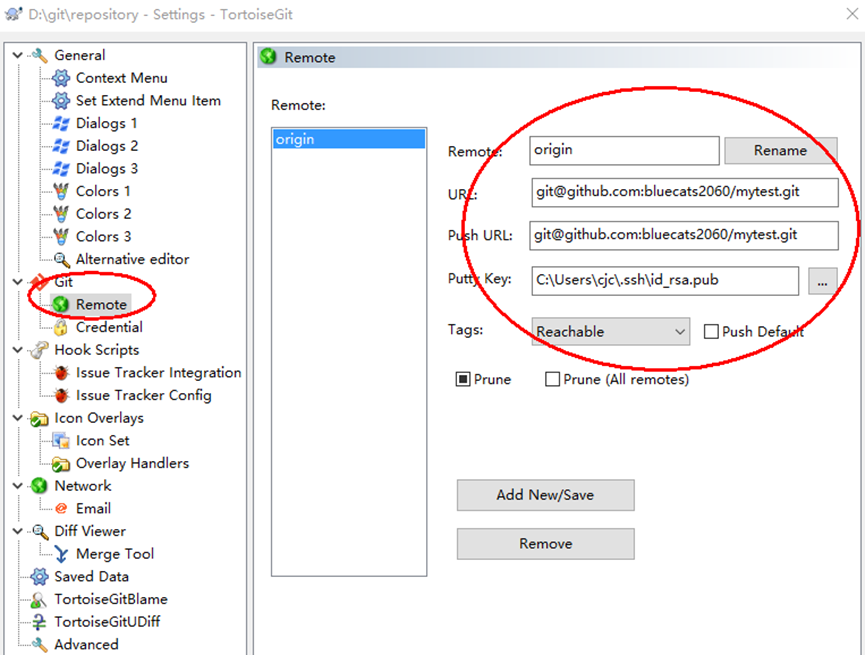 D:\git\repository - Settings - TortoiseGit
General
Context Menu
Set Extend Menu Item
Dialogs 1
Dialogs 2
Dialogs 3
Colors 1
Colors 2
Colors 3
Alternative editor
Git
Remote
Credential
Hook Scripts
Issue Tracker Integration
Issue Tracker Config
Icon Overlays
Icon Set
Overlay Handlers
Network
Email
Diff Viewer
Merge Tool
Saved Data
TortoiseGitBlame
TortoiseGitUDiff
Advanced
Remote
Remote:
origin
Remote: origin Rename
URL: git@github.com:bluecats2060/mytest.git
Push URL: git@github.com:bluecats2060/mytest.git
Putty Key: C:\Users\cjc\.ssh\id_rsa.pub ...
Tags: Reachable Push Default
Prune Prune (All remotes)
Add New/Save
Remove